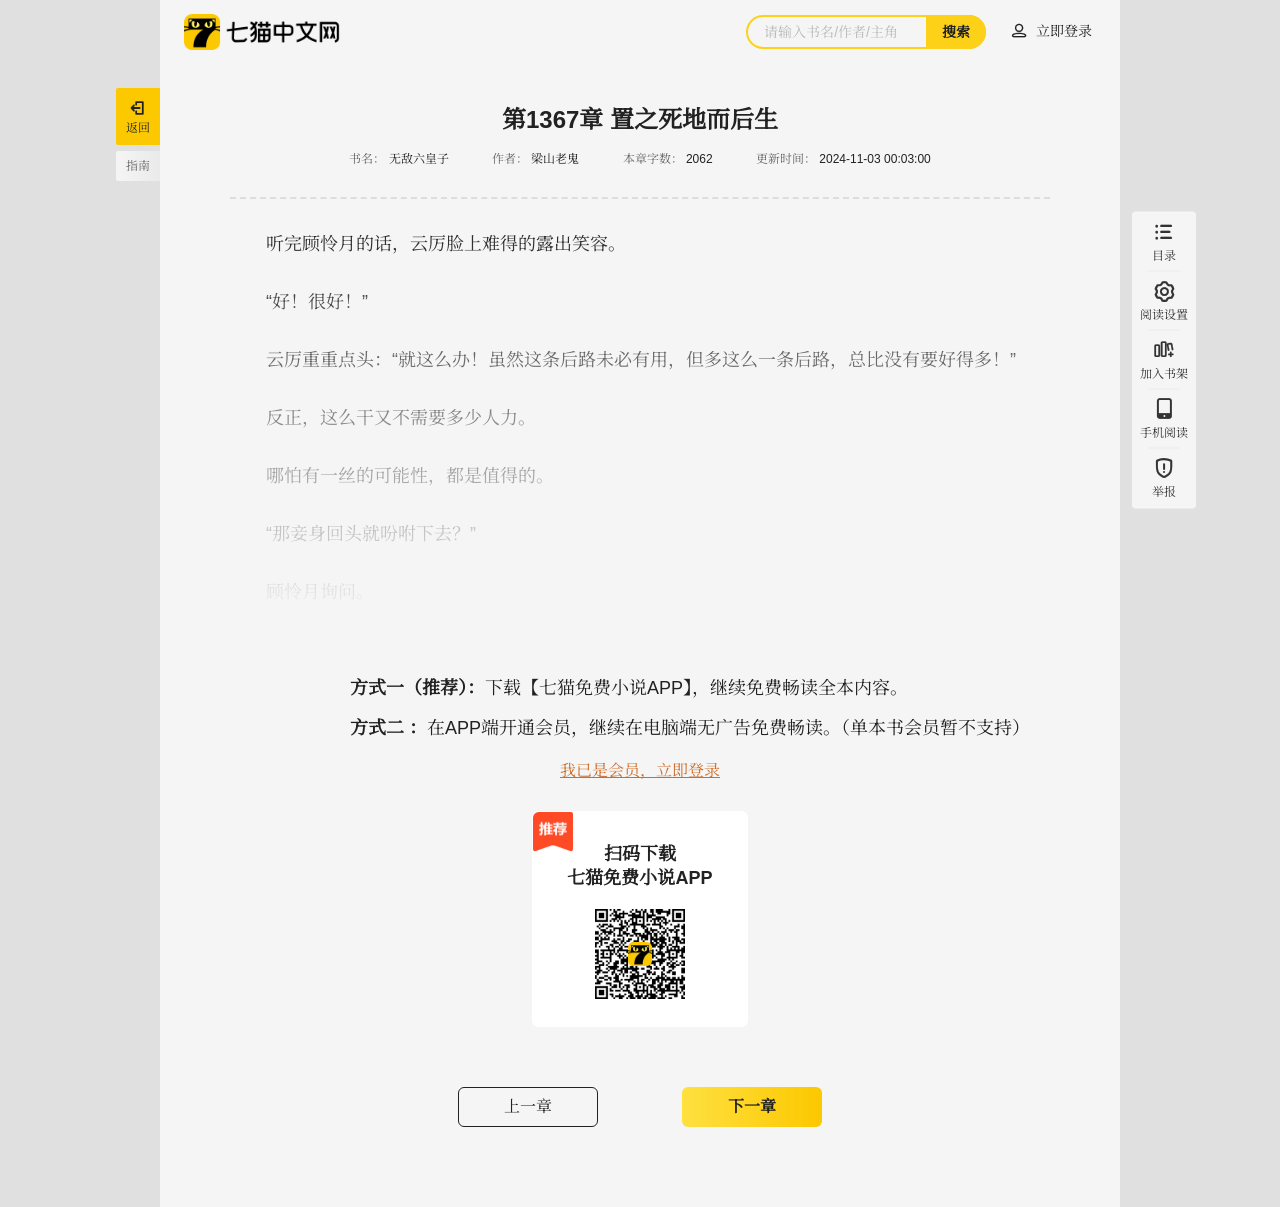 七猫中文网
请输入书名/作者/主角
搜索
立即登录
返回
指南
第1367章 置之死地而后生
书名： 无敌六皇子 作者： 梁山老鬼 本章字数： 2062 更新时间： 2024-11-03 00:03:00
听完顾怜月的话，云厉脸上难得的露出笑容。
“好！很好！”
云厉重重点头：“就这么办！虽然这条后路未必有用，但多这么一条后路，总比没有要好得多！”
反正，这么干又不需要多少人力。
哪怕有一丝的可能性，都是值得的。
“那妾身回头就吩咐下去？”
顾怜月询问。
目录
阅读设置
加入书架
手机阅读
举报
方式一（推荐）：下载【七猫免费小说APP】，继续免费畅读全本内容。
方式二 ：在APP端开通会员，继续在电脑端无广告免费畅读。（单本书会员暂不支持）
我已是会员，立即登录
推荐
扫码下载
七猫免费小说APP
上一章
下一章